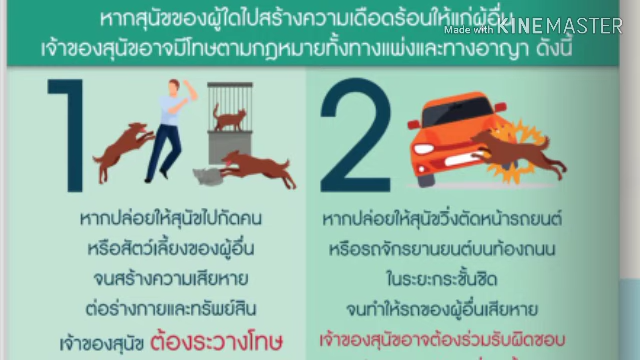 หากสุนัขของผู้ใดไปสร้างความเดือดร้อนให้แก่ผู้อื่น
Made with KINEMASTER
เจ้าของสุนัขอาจมีโทษตามกฎหมายทั้งทางแพ่งและทางอาญา ดังนี้
1
หากปล่อยให้สุนัขไปกัดคน
หรือสัตว์เลี้ยงของผู้อื่น
จนสร้างความเสียหาย
ต่อร่างกายและทรัพย์สิน
เจ้าของสุนัข ต้องระวางโทษ
2
หากปล่อยให้สุนัขวิ่งตัดหน้ารถยนต์
หรือรถจักรยานยนต์บนท้องถนน
ในระยะกระชั้นชิด
จนทำให้รถของผู้อื่นเสียหาย
เจ้าของสุนัขอาจต้องร่วมรับผิดชอบ